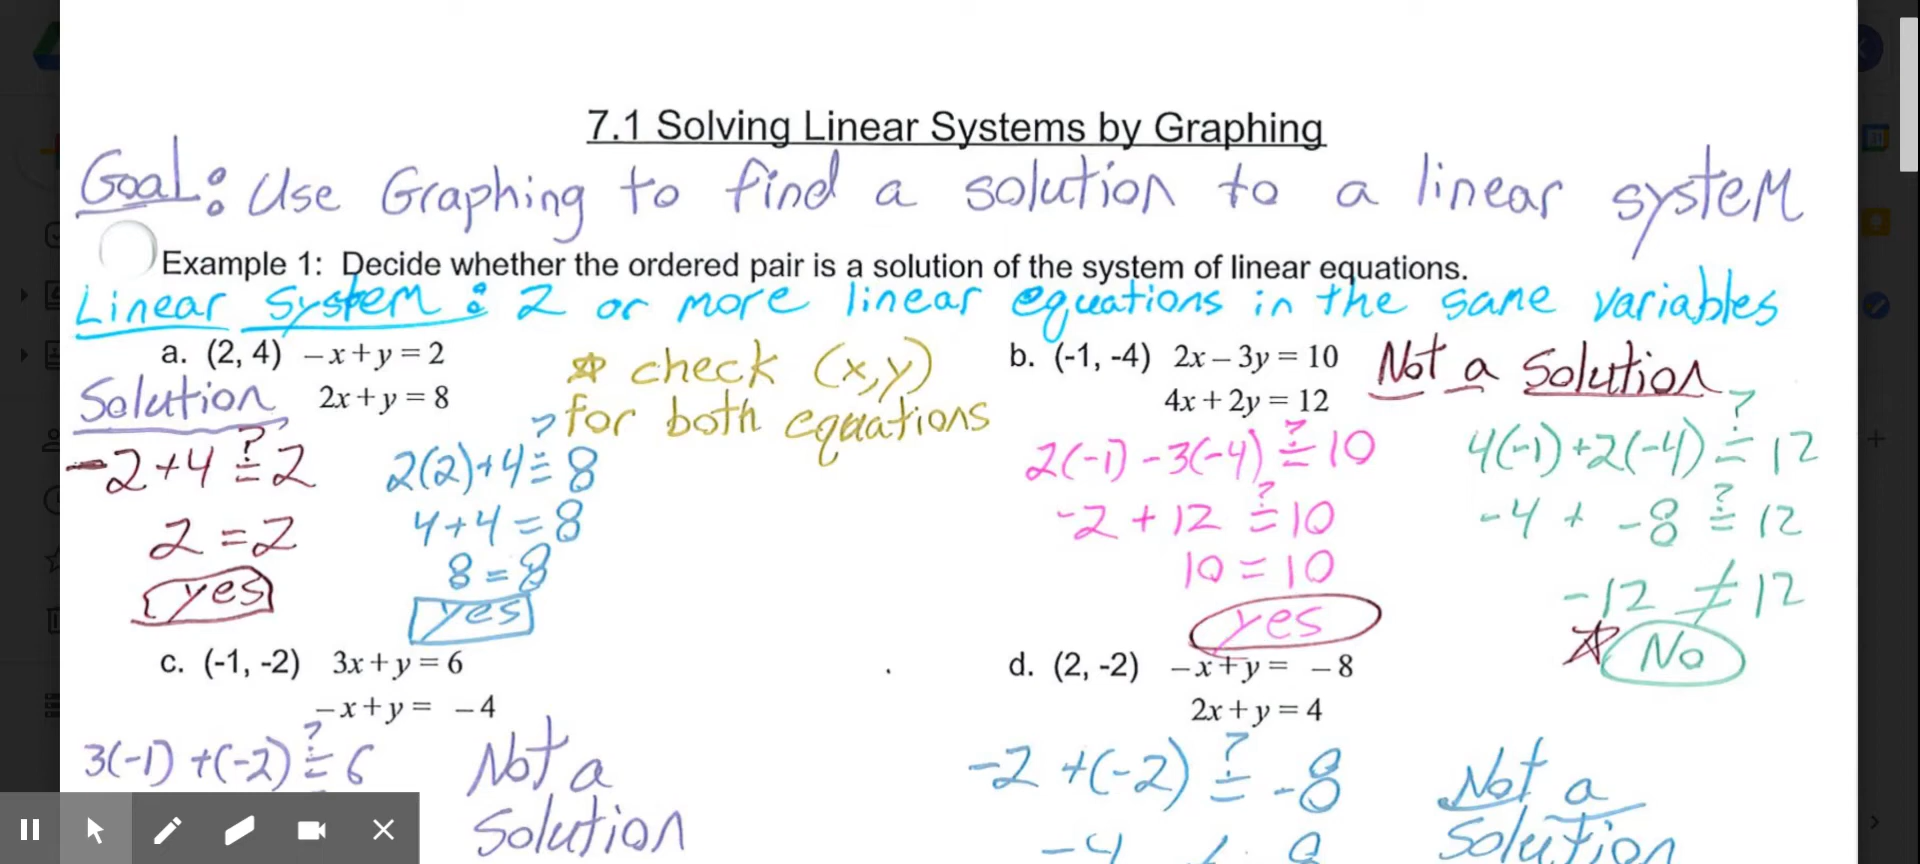 7.1 Solving Linear Systems by Graphing
Goal: Use Graphing to find a solution to a linear system
Example 1: Decide whether the ordered pair is a solution of the system of linear equations.
Linear System: 2 or more linear equations in the same variables
a. (2, 4) −x+y=2
2x+y=8
Solution
☆ check (x,y)
for both equations
-2+4 ≟ 2
2=2
yes
2(2)+4 ≟ 8
4+4=8
8=8
yes
b. (-1, -4) 2x−3y=10
4x+2y=12
Not a Solution
2(-1)-3(-4) ≟ 10
-2+12 ≟ 10
10=10
yes
4(-1)+2(-4) ≟ 12
-4+-8 ≟ 12
-12≠12
☆ No
c. (-1, -2) 3x+y=6
−x+y= −4
3(-1)+(-2) ≟ 6
Not a
Solution
d. (2, -2) −x+y= −8
2x+y=4
-2+(-2) ≟ -8
Not a
Solution